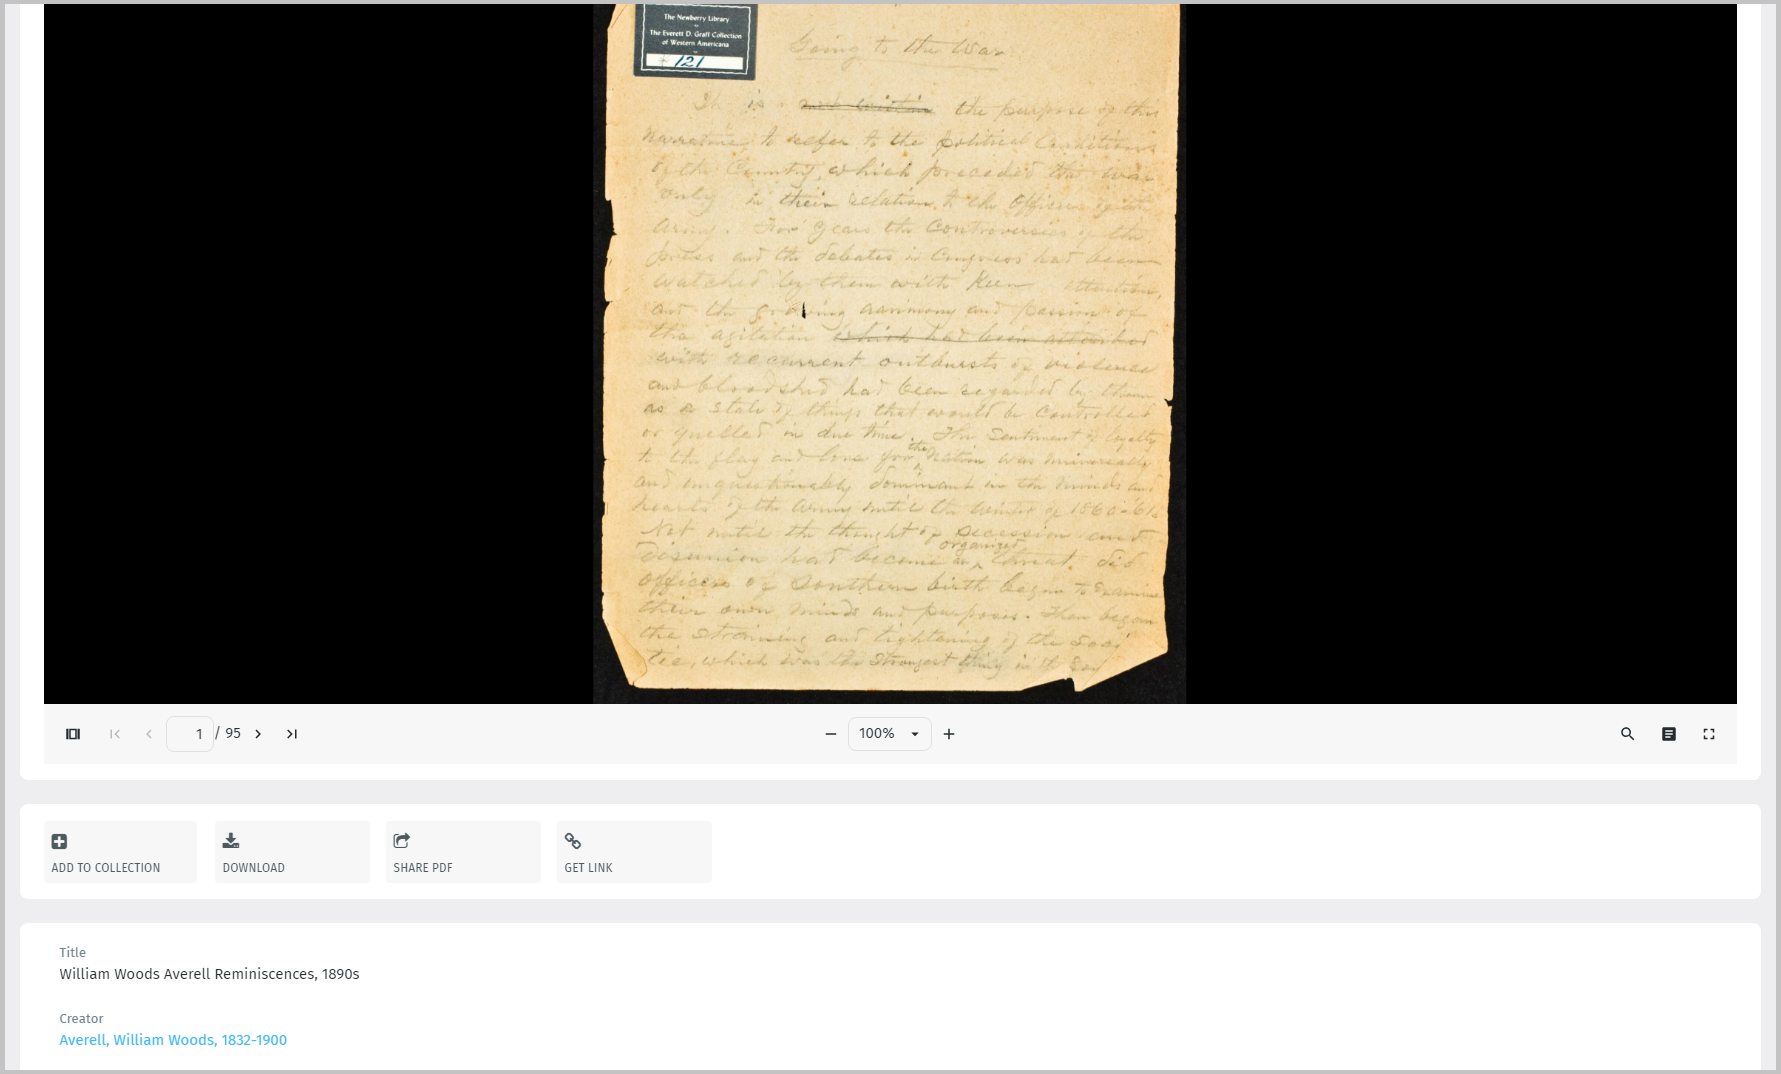 The Newberry Library
The Everett D. Graff Collection
of Western Americana
121
Going to the War
It is not within the purpose of this
narrative, to refer to the political Conditions
of the Country, which preceded the war
only in their relation to the Officers of the
Army. For years the Controversies of the
press and the debates in Congress had been
watched by them with Keen attention,
and the growing acrimony and passion of
the agitation which had been attended
with recurrent outbursts of violence
and bloodshed had been regarded by them
as a state of things that would be Controlled
or quelled in due time. The Sentiment of loyalty
to the flag and love for the Nation was universally
and unquestionably dominant in the minds and
hearts of the Army until the winter of 1860-61.
Not until the thought of secession and
disunion had become an organized threat, did
officers of Southern birth begin to Examine
their own minds and purposes. Then began
the straining and tightening of the
tie, which was the Strongest thing in the
1 / 95
100%
ADD TO COLLECTION
DOWNLOAD
SHARE PDF
GET LINK
Title
William Woods Averell Reminiscences, 1890s
Creator
Averell, William Woods, 1832-1900